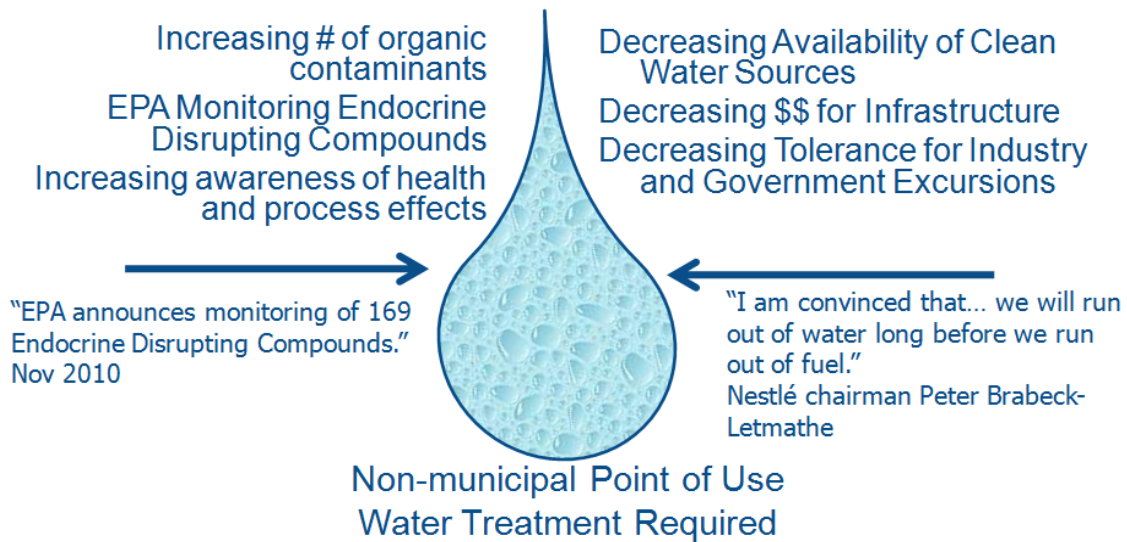 Increasing # of organic
contaminants
EPA Monitoring Endocrine
Disrupting Compounds
Increasing awareness of health
and process effects
Decreasing Availability of Clean
Water Sources
Decreasing $$ for Infrastructure
Decreasing Tolerance for Industry
and Government Excursions
“EPA announces monitoring of 169
Endocrine Disrupting Compounds.”
Nov 2010
“I am convinced that… we will run
out of water long before we run
out of fuel.”
Nestlé chairman Peter Brabeck-
Letmathe
Non-municipal Point of Use
Water Treatment Required